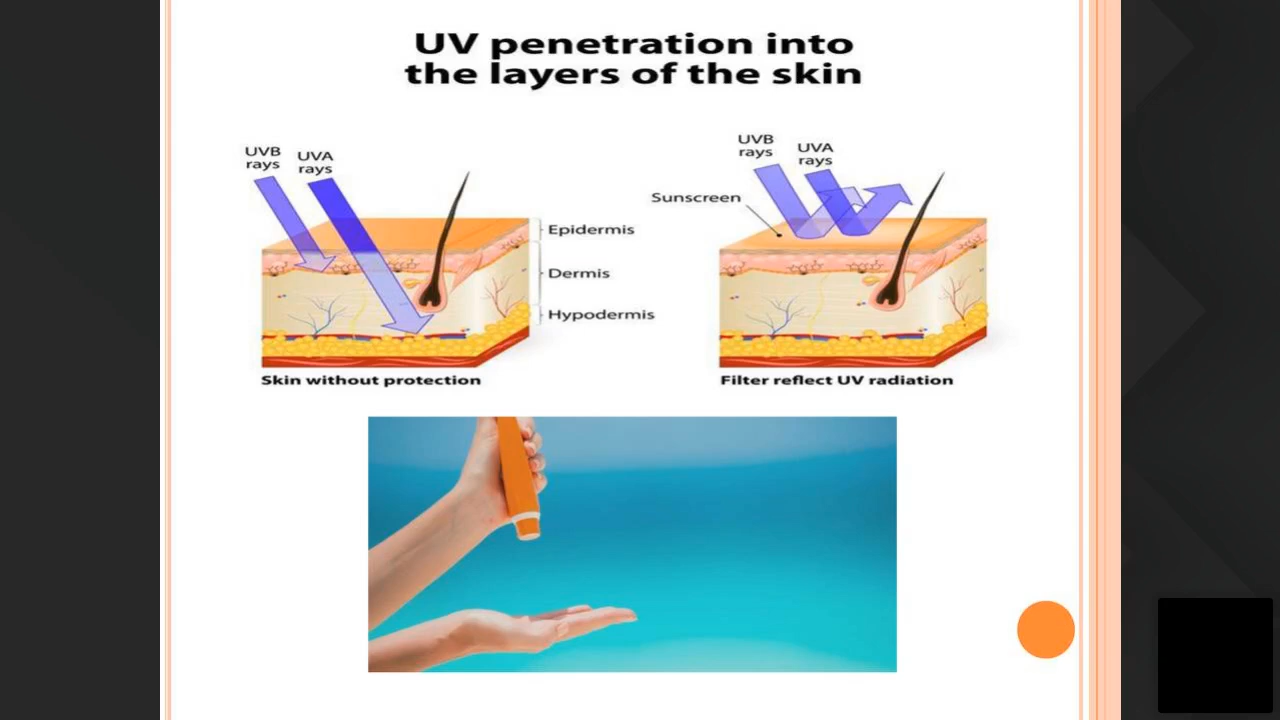 UV penetration into
the layers of the skin
UVB
rays
UVA
rays
Epidermis
Dermis
Hypodermis
Skin without protection
UVB
rays
UVA
rays
Sunscreen
Filter reflect UV radiation